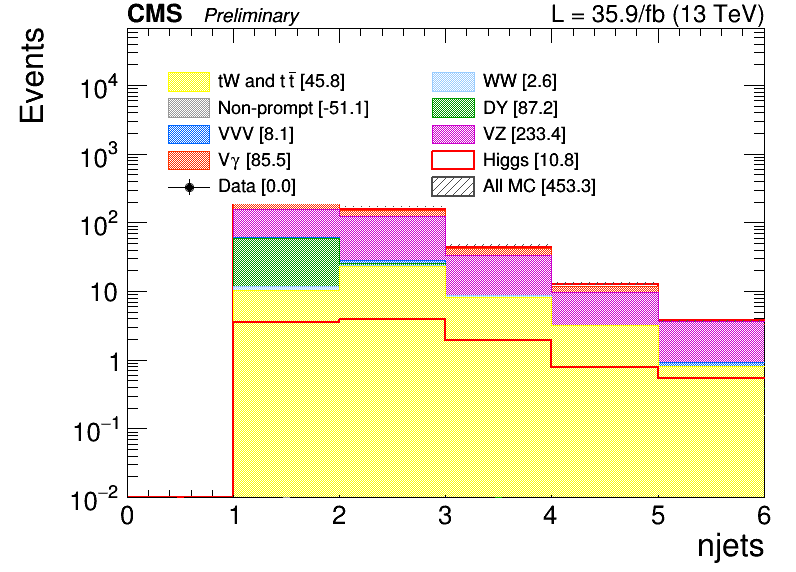 CMS Preliminary L = 35.9/fb (13 TeV)
Events
tW and t t̄ [45.8] WW [2.6]
Non-prompt [-51.1] DY [87.2]
VVV [8.1] VZ [233.4]
Vγ [85.5] Higgs [10.8]
Data [0.0] All MC [453.3]
10⁴
10³
10²
10
1
10⁻¹
10⁻²
0 1 2 3 4 5 6
njets